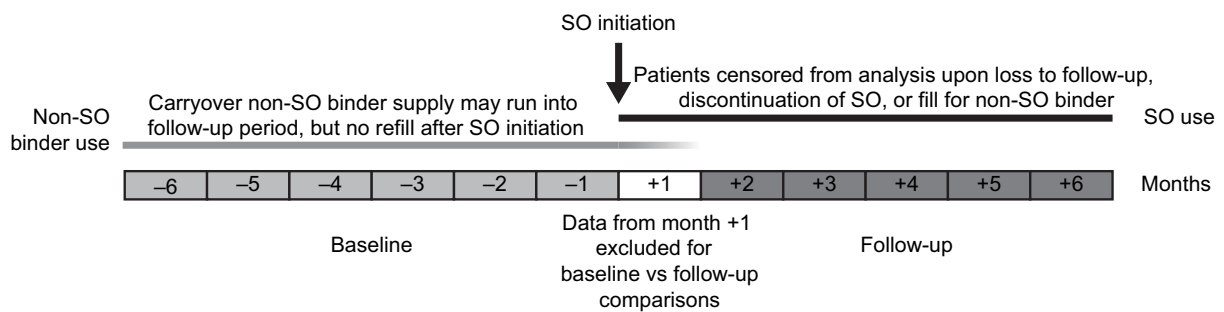 SO initiation
Patients censored from analysis upon loss to follow-up,
discontinuation of SO, or fill for non-SO binder
Carryover non-SO binder supply may run into
follow-up period, but no refill after SO initiation
Non-SO
binder use
SO use
–6 –5 –4 –3 –2 –1 +1 +2 +3 +4 +5 +6 Months
Baseline
Data from month +1
excluded for
baseline vs follow-up
comparisons
Follow-up